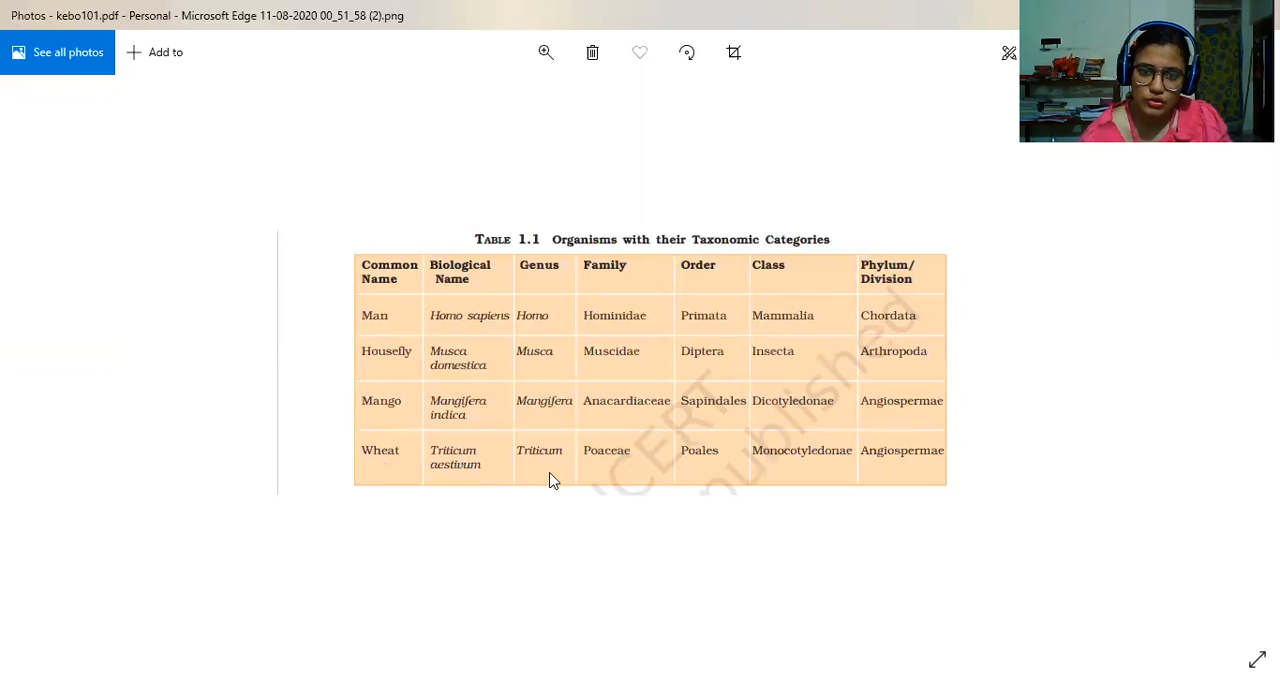 Photos - kebo101.pdf - Personal - Microsoft Edge 11-08-2020 00_51_58 (2).png
See all photos
Add to
TABLE 1.1 Organisms with their Taxonomic Categories
Common Name Biological Name Genus Family Order Class Phylum/ Division
Man Homo sapiens Homo Hominidae Primata Mammalia Chordata
Housefly Musca domestica Musca Muscidae Diptera Insecta Arthropoda
Mango Mangifera indica Mangifera Anacardiaceae Sapindales Dicotyledonae Angiospermae
Wheat Triticum aestivum Triticum Poaceae Poales Monocotyledonae Angiospermae
NCERT
published